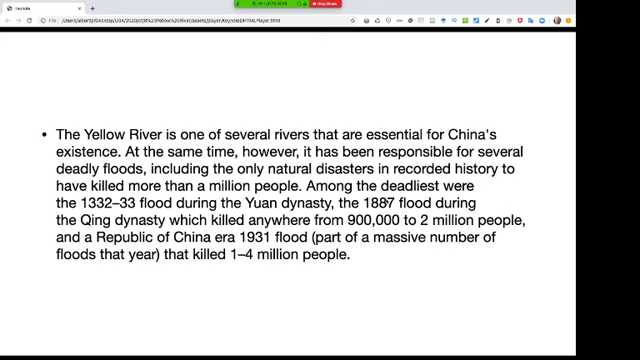 Keynote
• The Yellow River is one of several rivers that are essential for China's
existence. At the same time, however, it has been responsible for several
deadly floods, including the only natural disasters in recorded history to
have killed more than a million people. Among the deadliest were
the 1332–33 flood during the Yuan dynasty, the 1887 flood during
the Qing dynasty which killed anywhere from 900,000 to 2 million people,
and a Republic of China era 1931 flood (part of a massive number of
floods that year) that killed 1–4 million people.